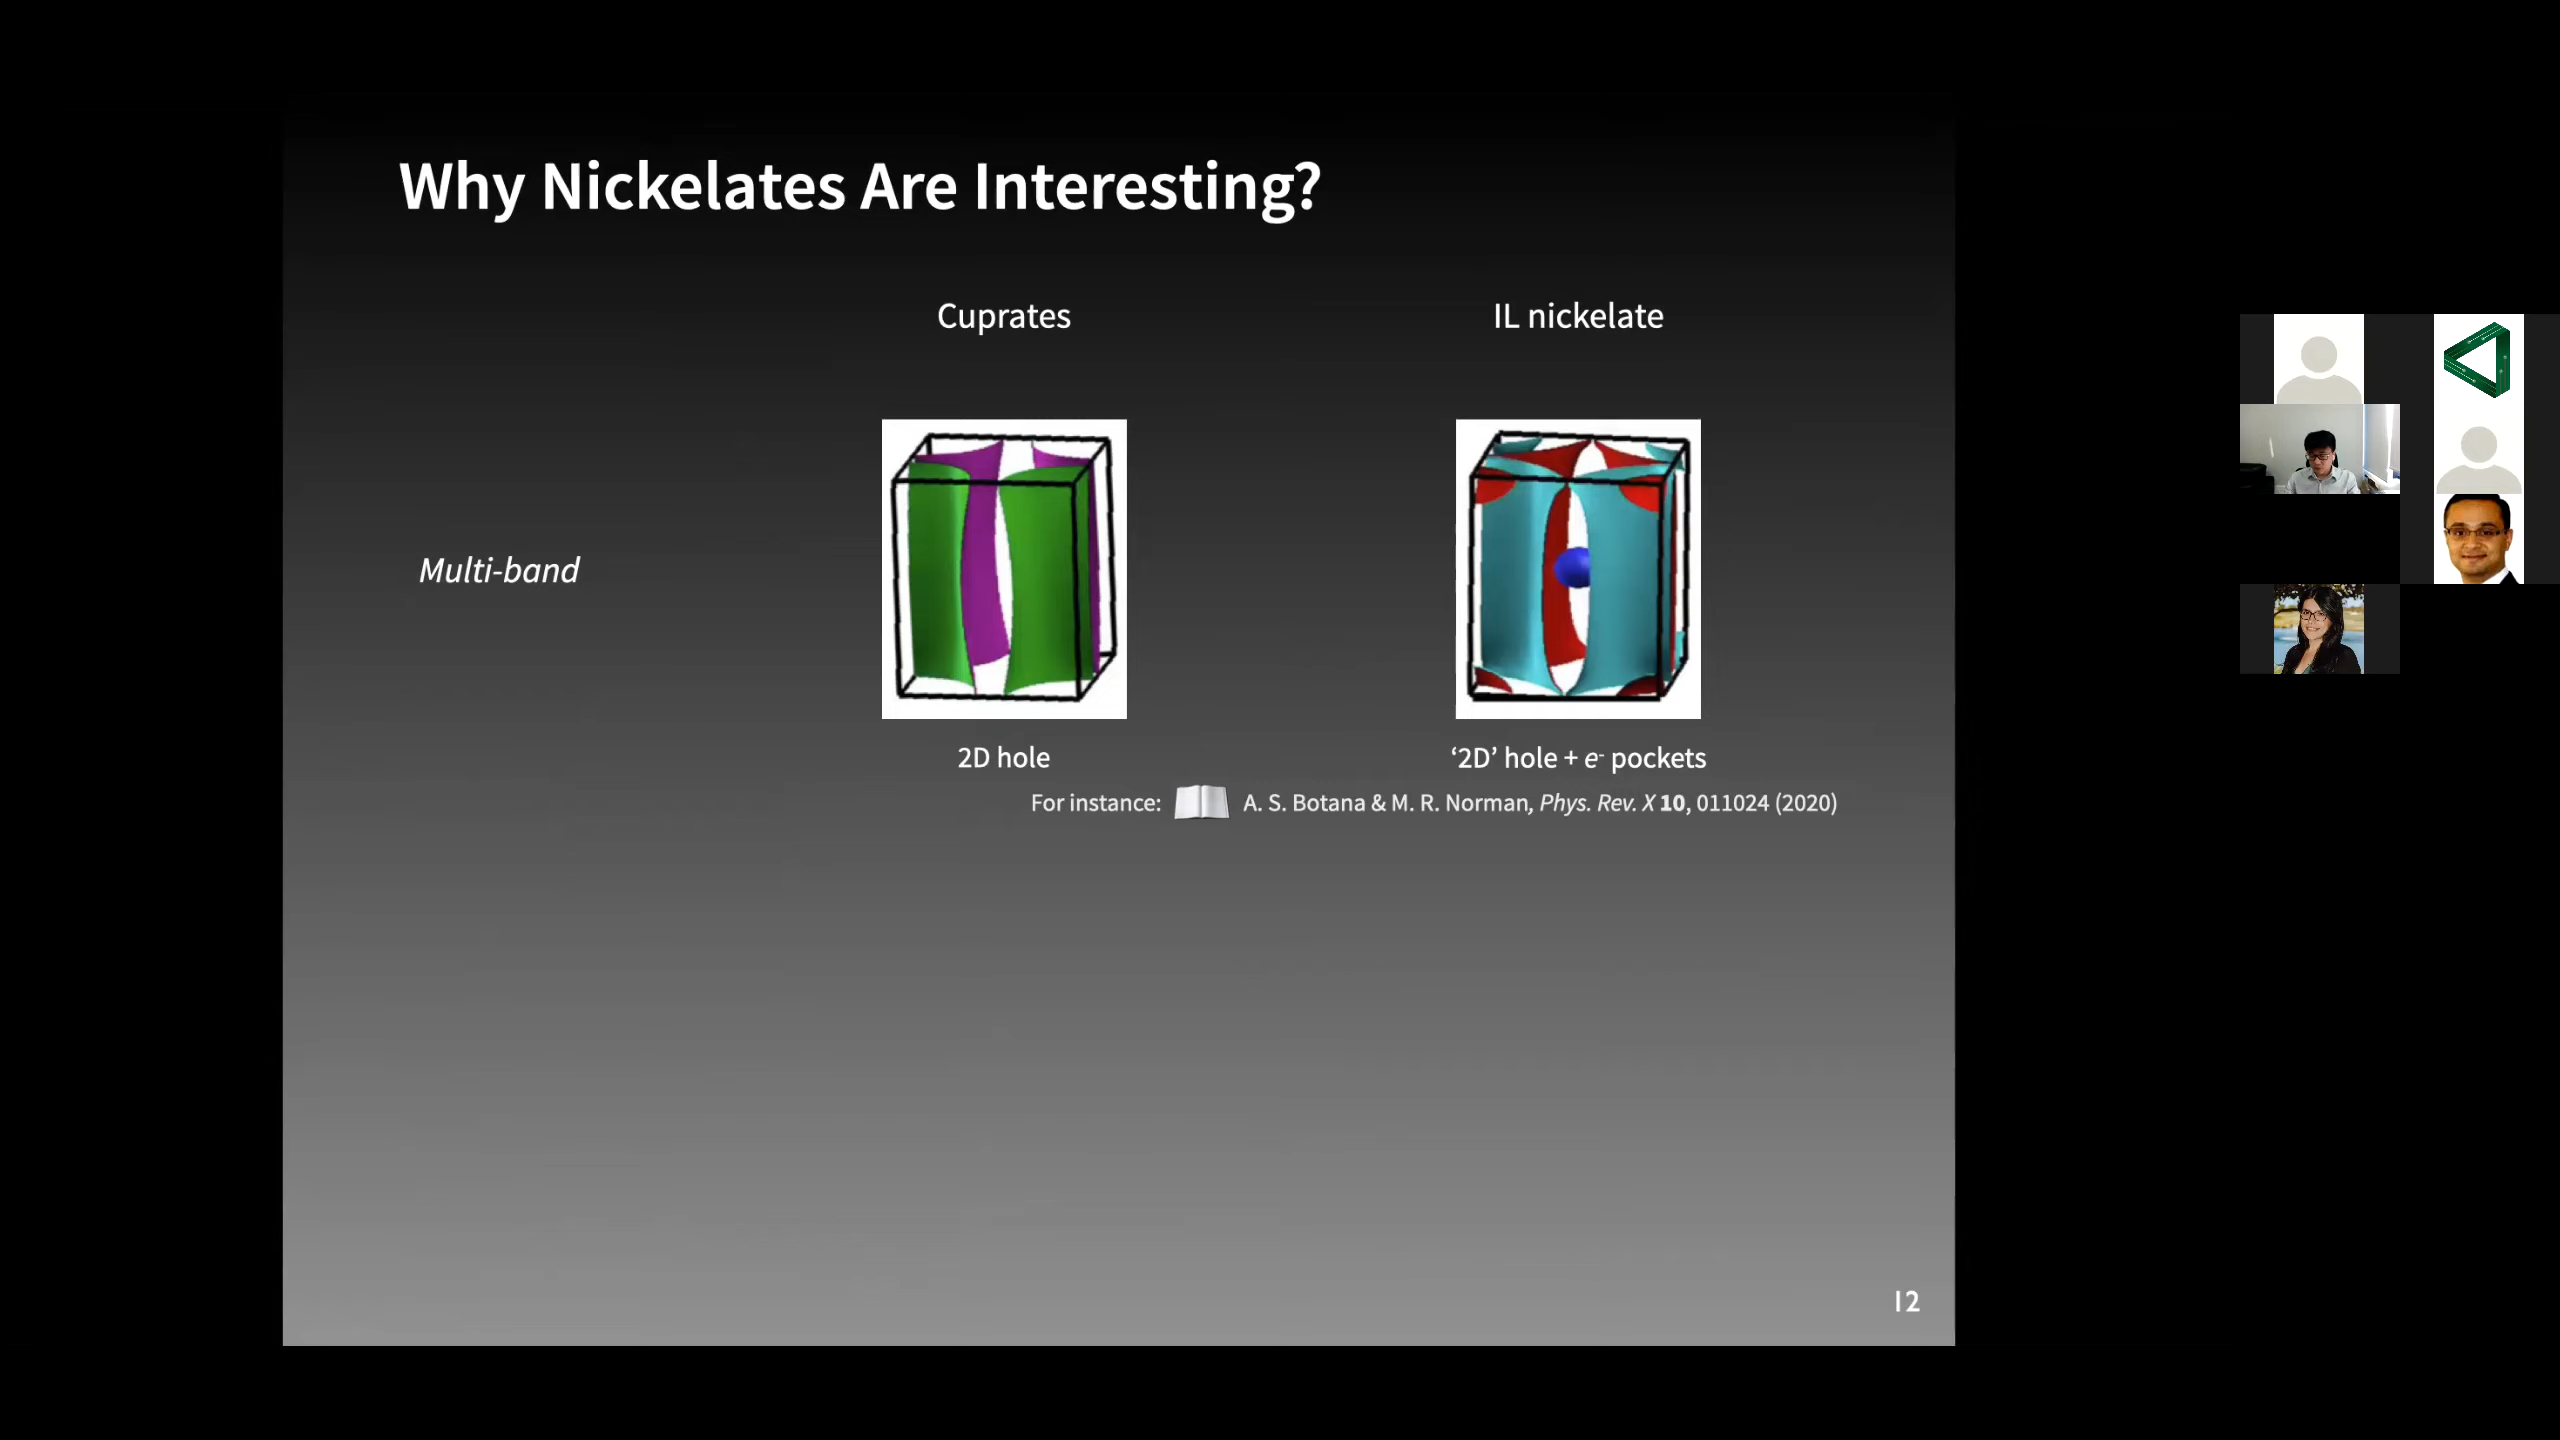 Why Nickelates Are Interesting?
Cuprates
IL nickelate
Multi-band
2D hole
‘2D’ hole + e- pockets
For instance: A. S. Botana & M. R. Norman, Phys. Rev. X 10, 011024 (2020)
12